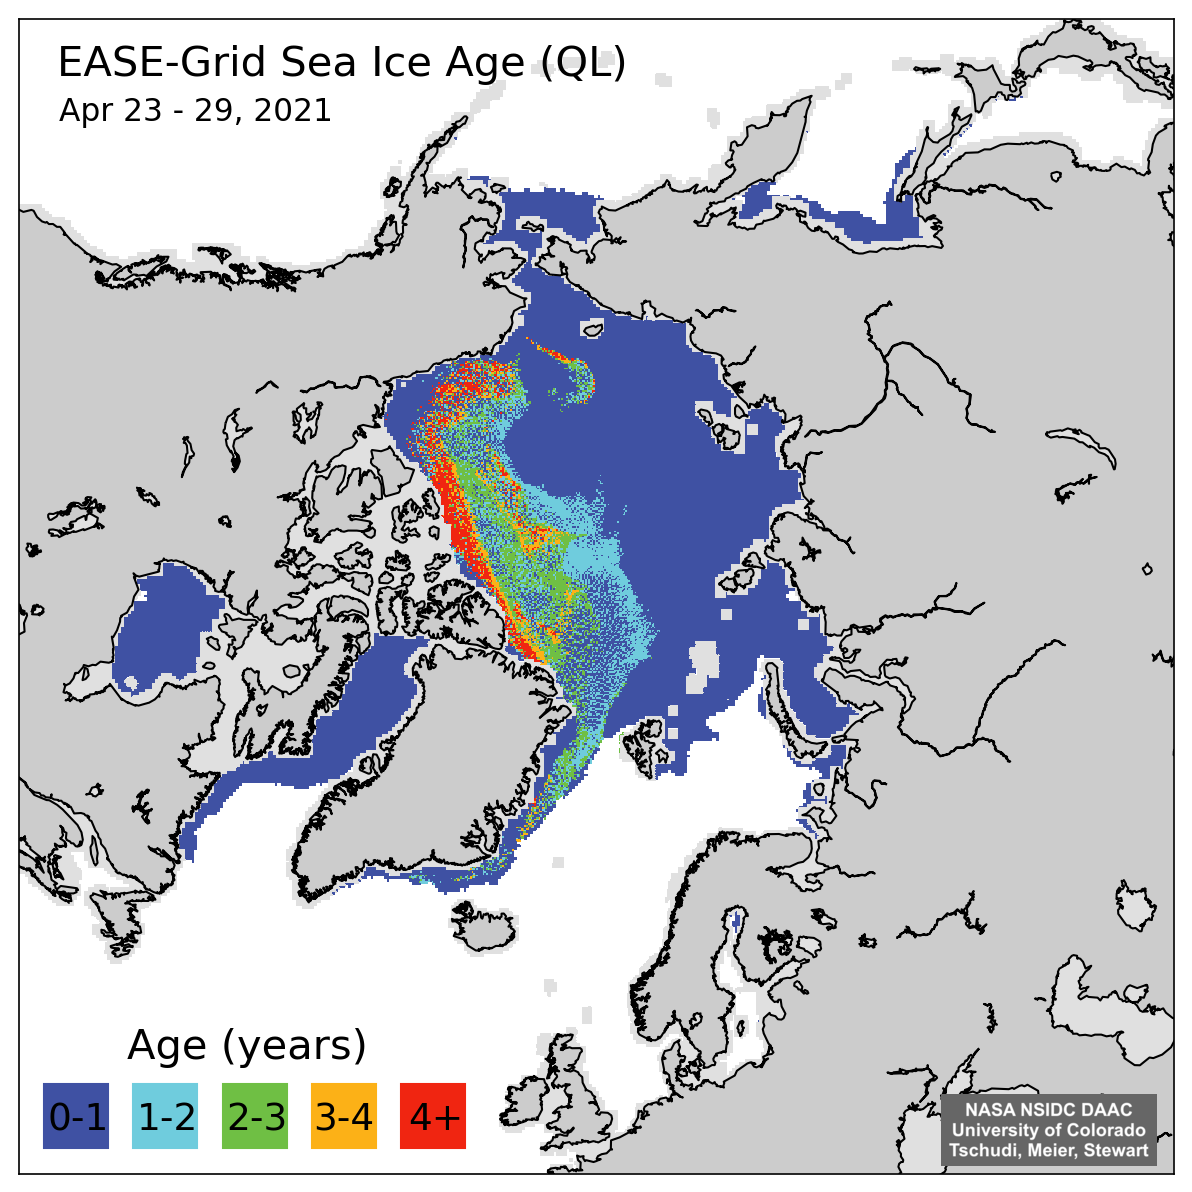 EASE-Grid Sea Ice Age (QL)
Apr 23 - 29, 2021
Age (years)
0-1 1-2 2-3 3-4 4+
NASA NSIDC DAAC
University of Colorado
Tschudi, Meier, Stewart